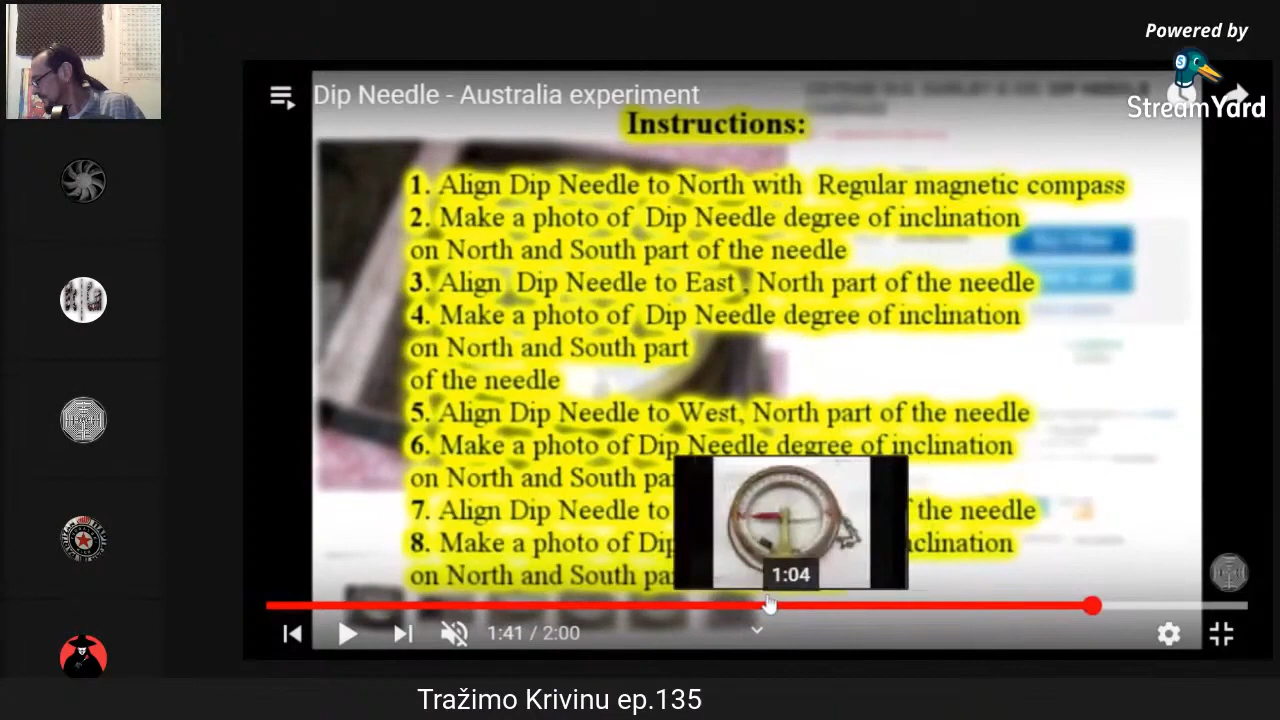 Powered by
StreamYard
Dip Needle - Australia experiment
Instructions:
1. Align Dip Needle to North with Regular magnetic compass
2. Make a photo of Dip Needle degree of inclination
on North and South part of the needle
3. Align Dip Needle to East , North part of the needle
4. Make a photo of Dip Needle degree of inclination
on North and South part
of the needle
5. Align Dip Needle to West, North part of the needle
6. Make a photo of Dip Needle degree of inclination
on North and South
7. Align Dip Needle to the needle
8. Make a photo of
on North and South
1:04
1:41 / 2:00
Tražimo Krivinu ep.135